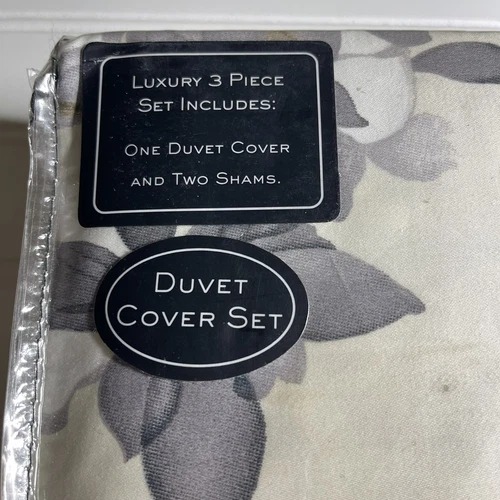 Luxury 3 Piece
Set Includes:
One Duvet Cover
and Two Shams.
Duvet
Cover Set